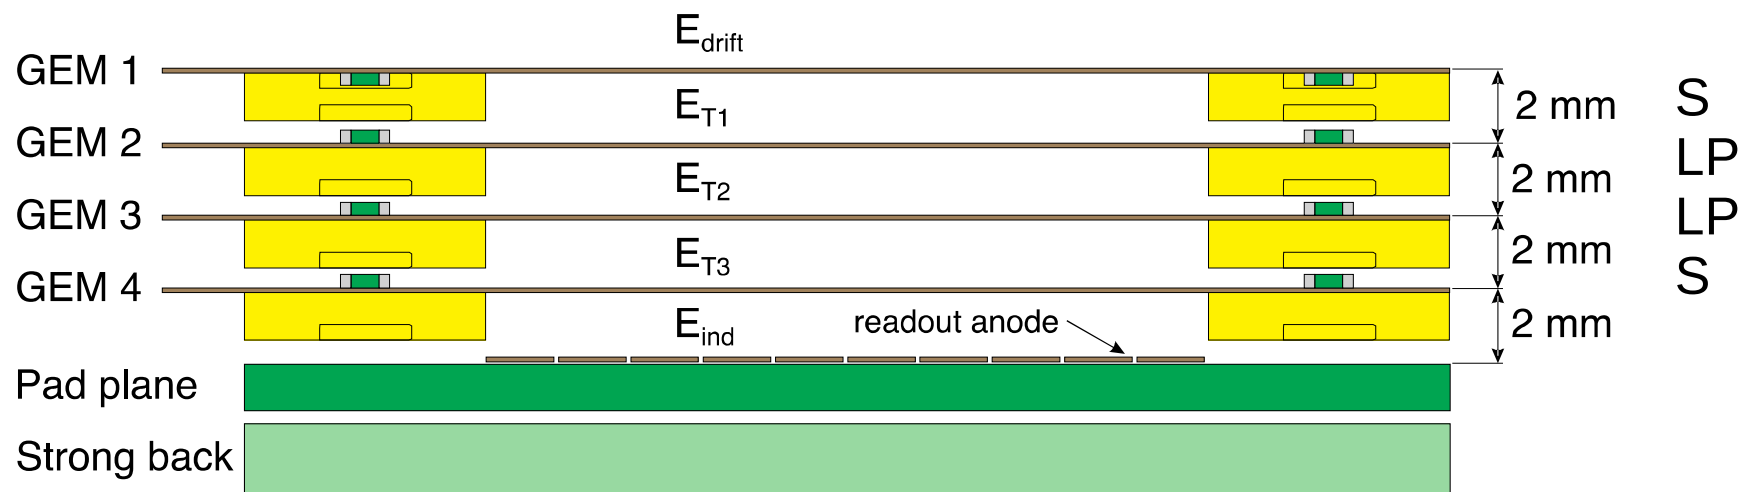 E_drift
GEM 1
E_T1
2 mm
S
GEM 2
E_T2
2 mm
LP
GEM 3
E_T3
2 mm
LP
GEM 4
E_ind
readout anode
2 mm
S
Pad plane
Strong back